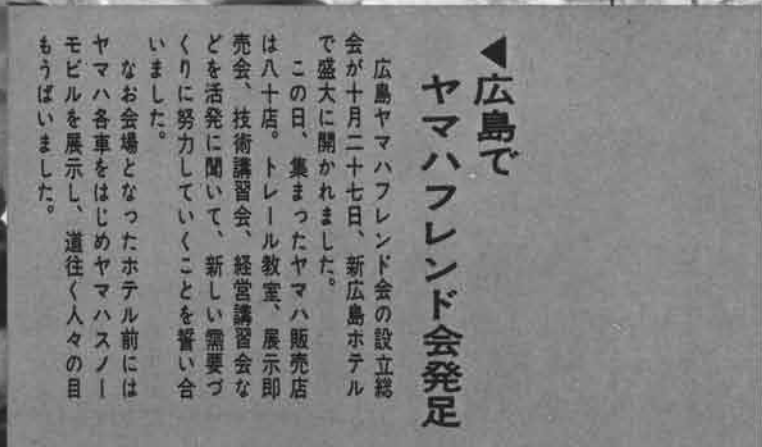 ◀広島で
ヤマハフレンド会発足
広島ヤマハフレンド会の設立総
会が十月二十七日、新広島ホテル
で盛大に開かれました。
この日、集まったヤマハ販売店
は八十店。トレール教室、展示即
売会、技術講習会、経営講習会な
どを活発に聞いて、新しい需要づ
くりに努力していくことを誓い合
いました。
なお会場となったホテル前には
ヤマハ各車をはじめヤマハスノー
モビルを展示し、道往く人々の目
もうばいました。